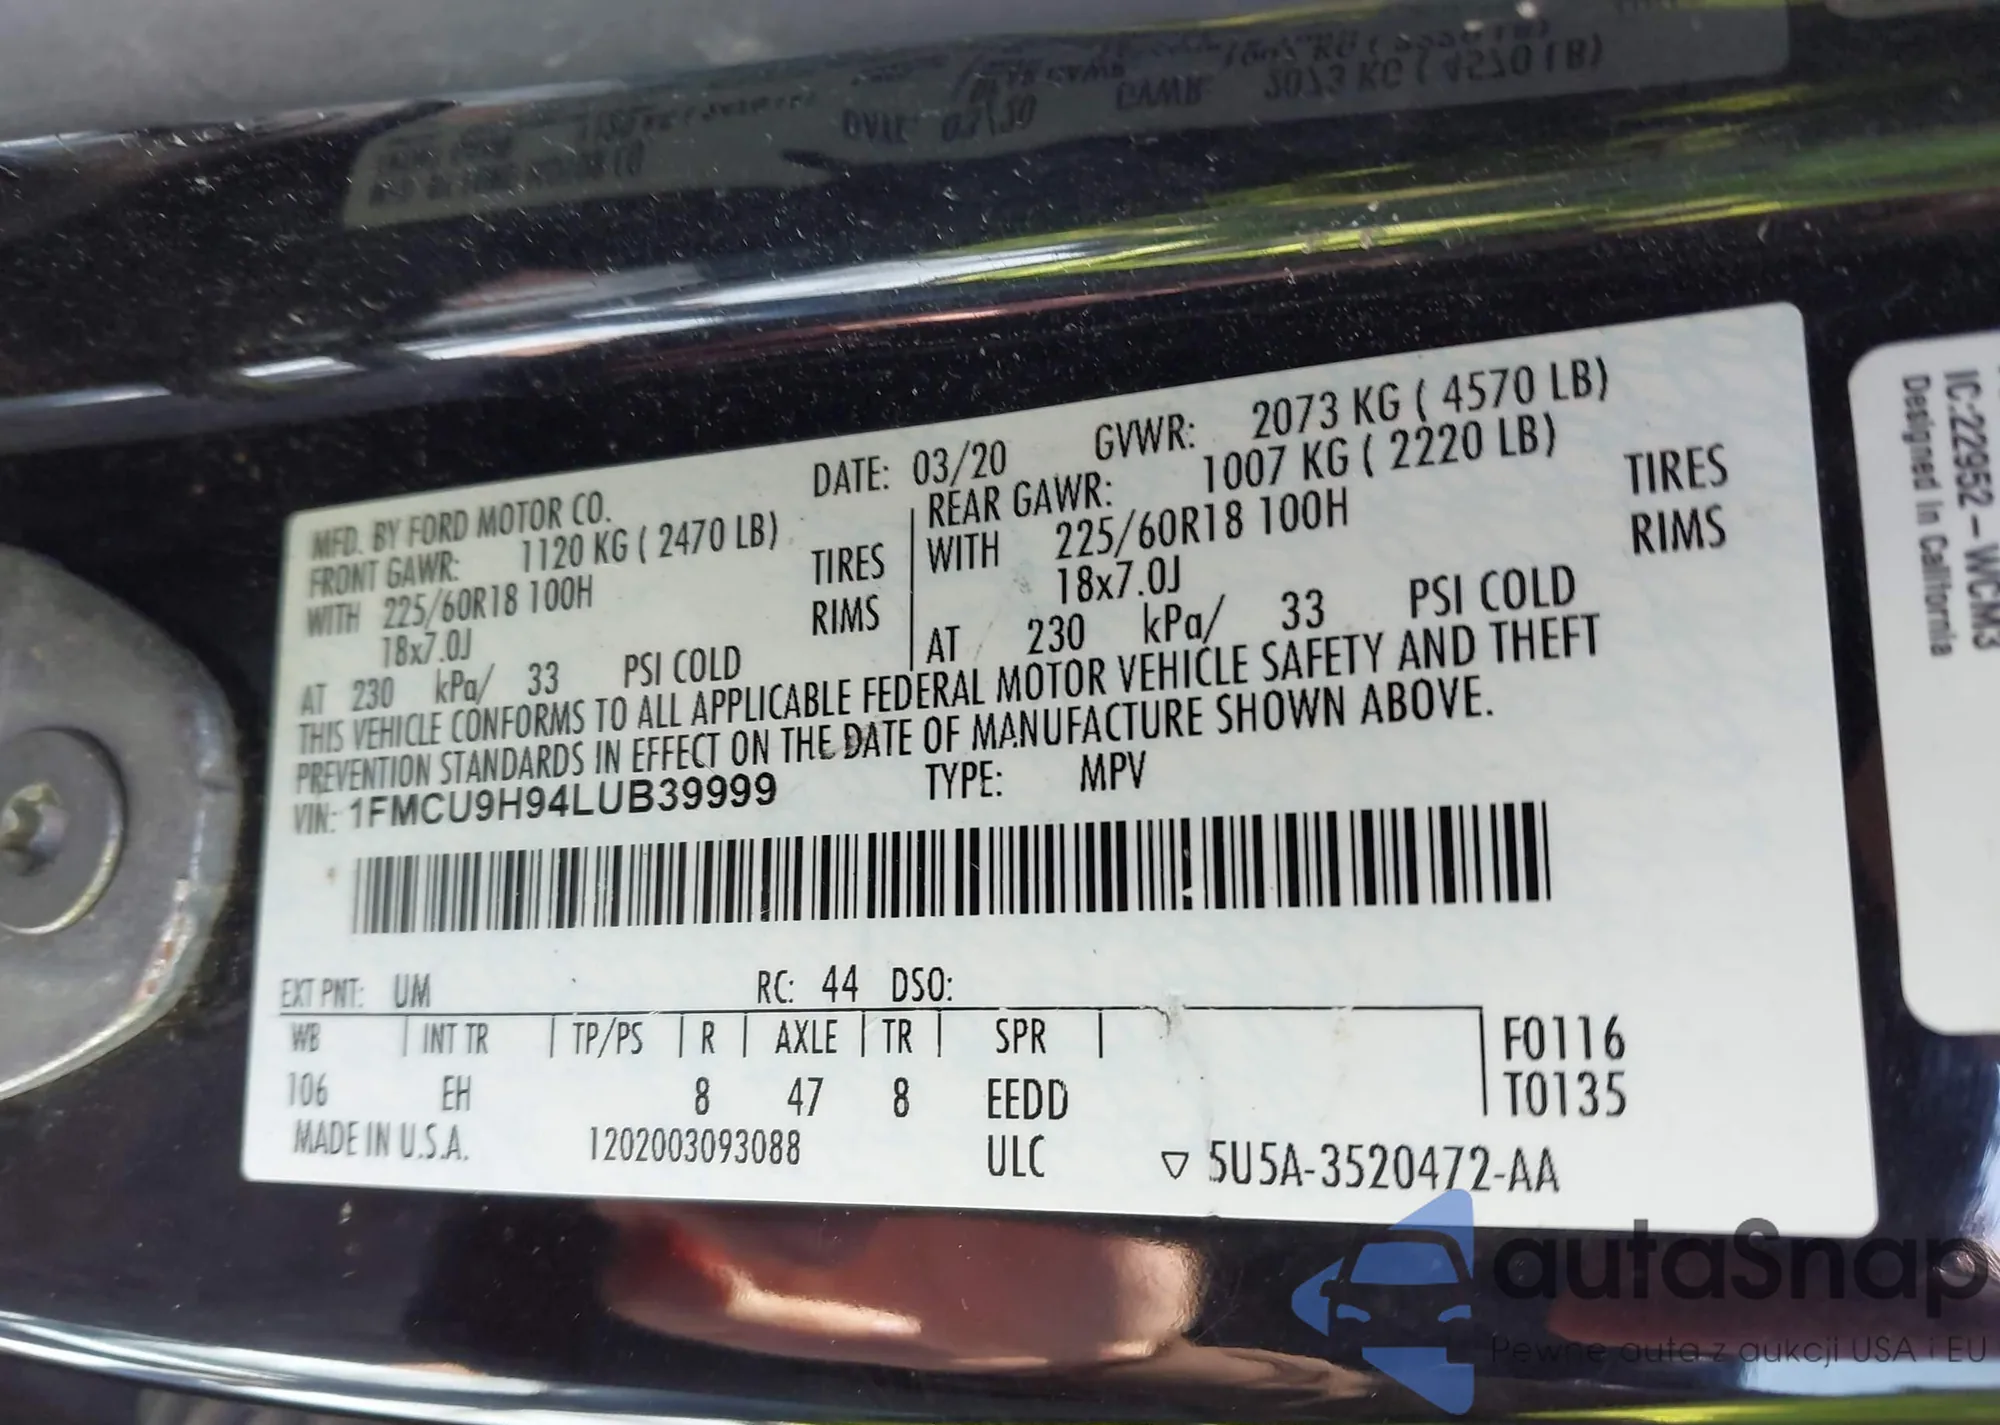 MFD. BY FORD MOTOR CO. DATE: 03/20 GVWR: 2073 KG ( 4570 LB)
FRONT GAWR: 1120 KG ( 2470 LB) REAR GAWR: 1007 KG ( 2220 LB)
WITH 225/60R18 100H TIRES WITH 225/60R18 100H TIRES
18x7.0J RIMS 18x7.0J RIMS
AT 230 kPa/ 33 PSI COLD AT 230 kPa/ 33 PSI COLD
THIS VEHICLE CONFORMS TO ALL APPLICABLE FEDERAL MOTOR VEHICLE SAFETY AND THEFT
PREVENTION STANDARDS IN EFFECT ON THE DATE OF MANUFACTURE SHOWN ABOVE.
VIN: 1FMCU9H94LUB39999 TYPE: MPV
EXT PNT: UM RC: 44 DSO:
WB INT TR TP/PS R AXLE TR SPR F0116
106 EH 8 47 8 EEDD T0135
MADE IN U.S.A. 1202003093088 ULC ▽ 5U5A-3520472-AA
IC:22952-WCM3
Designed in California
autaSnap
Pewne auta z aukcji USA i EU